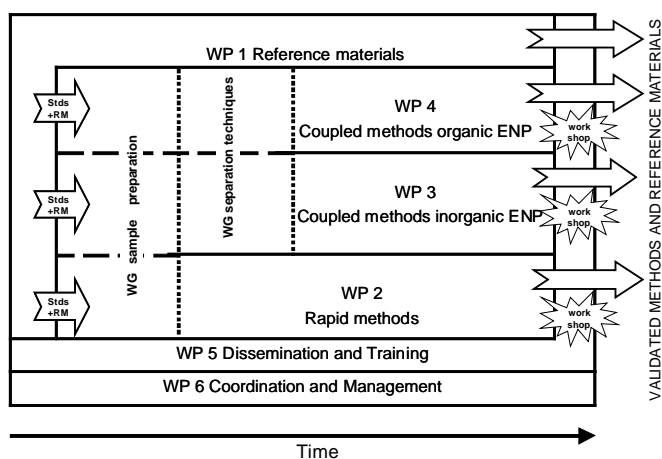 WP 1 Reference materials
Stds
+RM
WP 4
Coupled methods organic ENP
work
shop
WG sample preparation
WG separation techniques
Stds
+RM
WP 3
Coupled methods inorganic ENP
work
shop
Stds
+RM
WP 2
Rapid methods
work
shop
WP 5 Dissemination and Training
WP 6 Coordination and Management
Time
VALIDATED METHODS AND REFERENCE MATERIALS